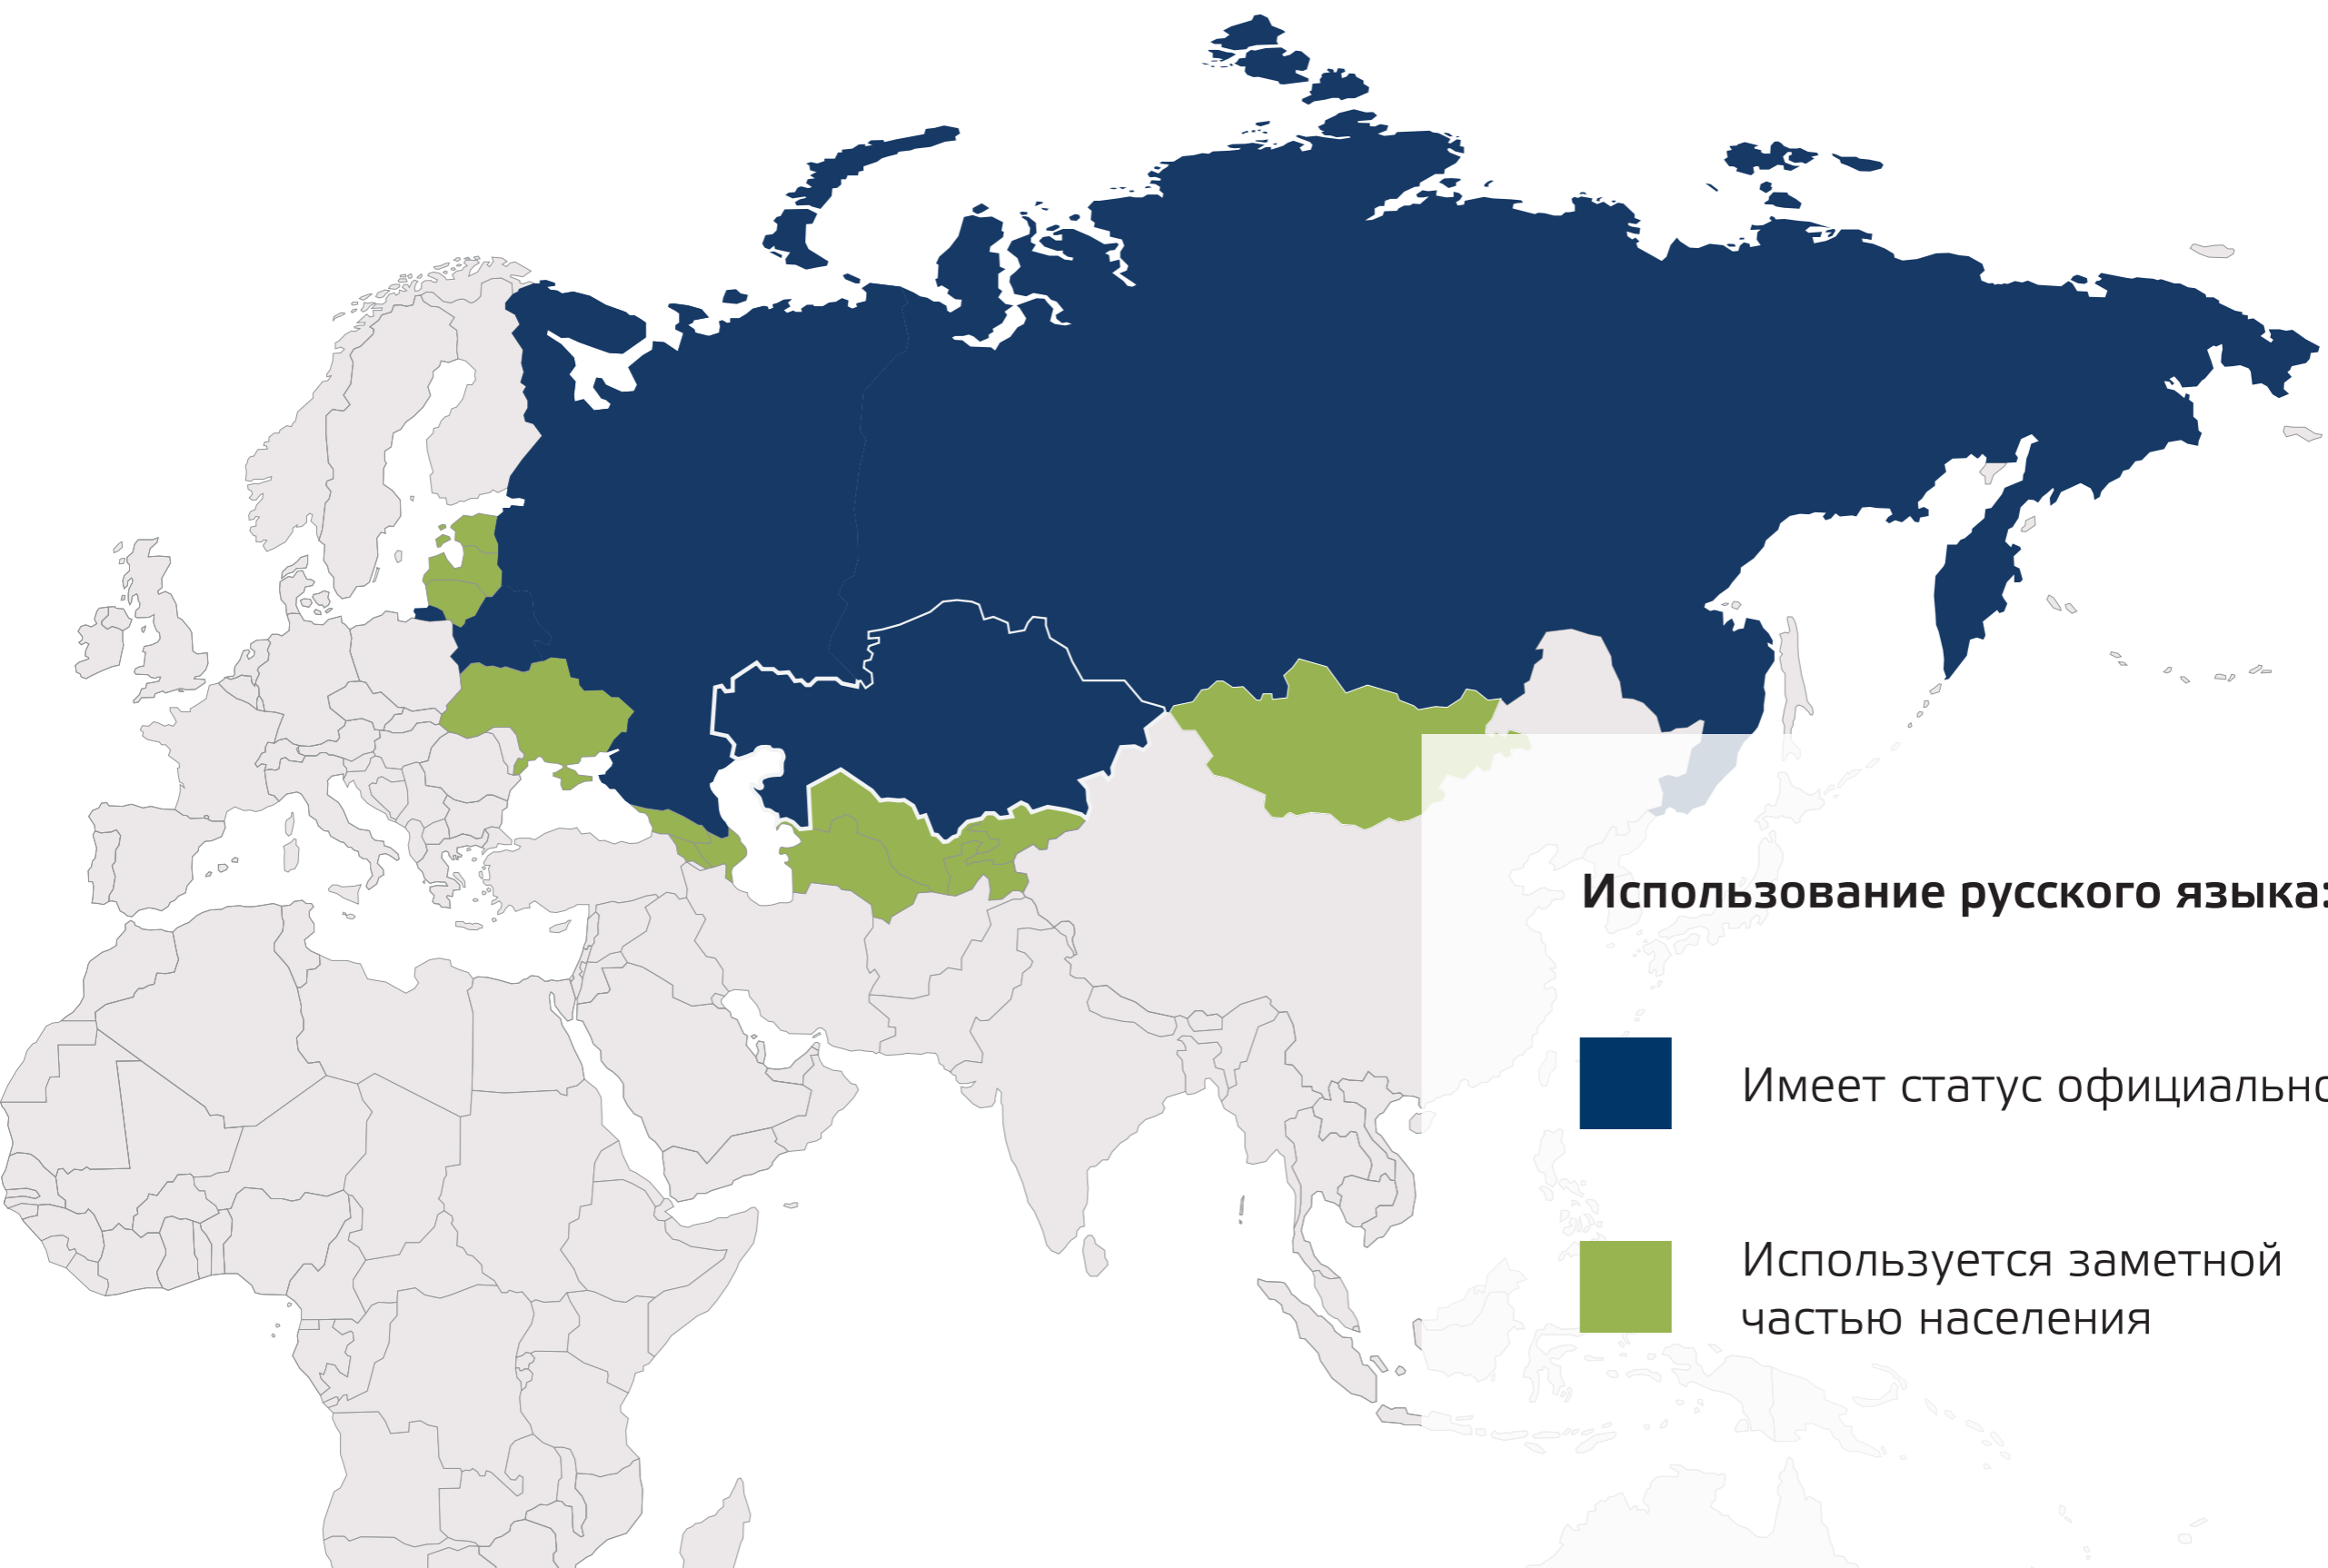 Использование русского языка:
Имеет статус официально
Используется заметной
частью населения